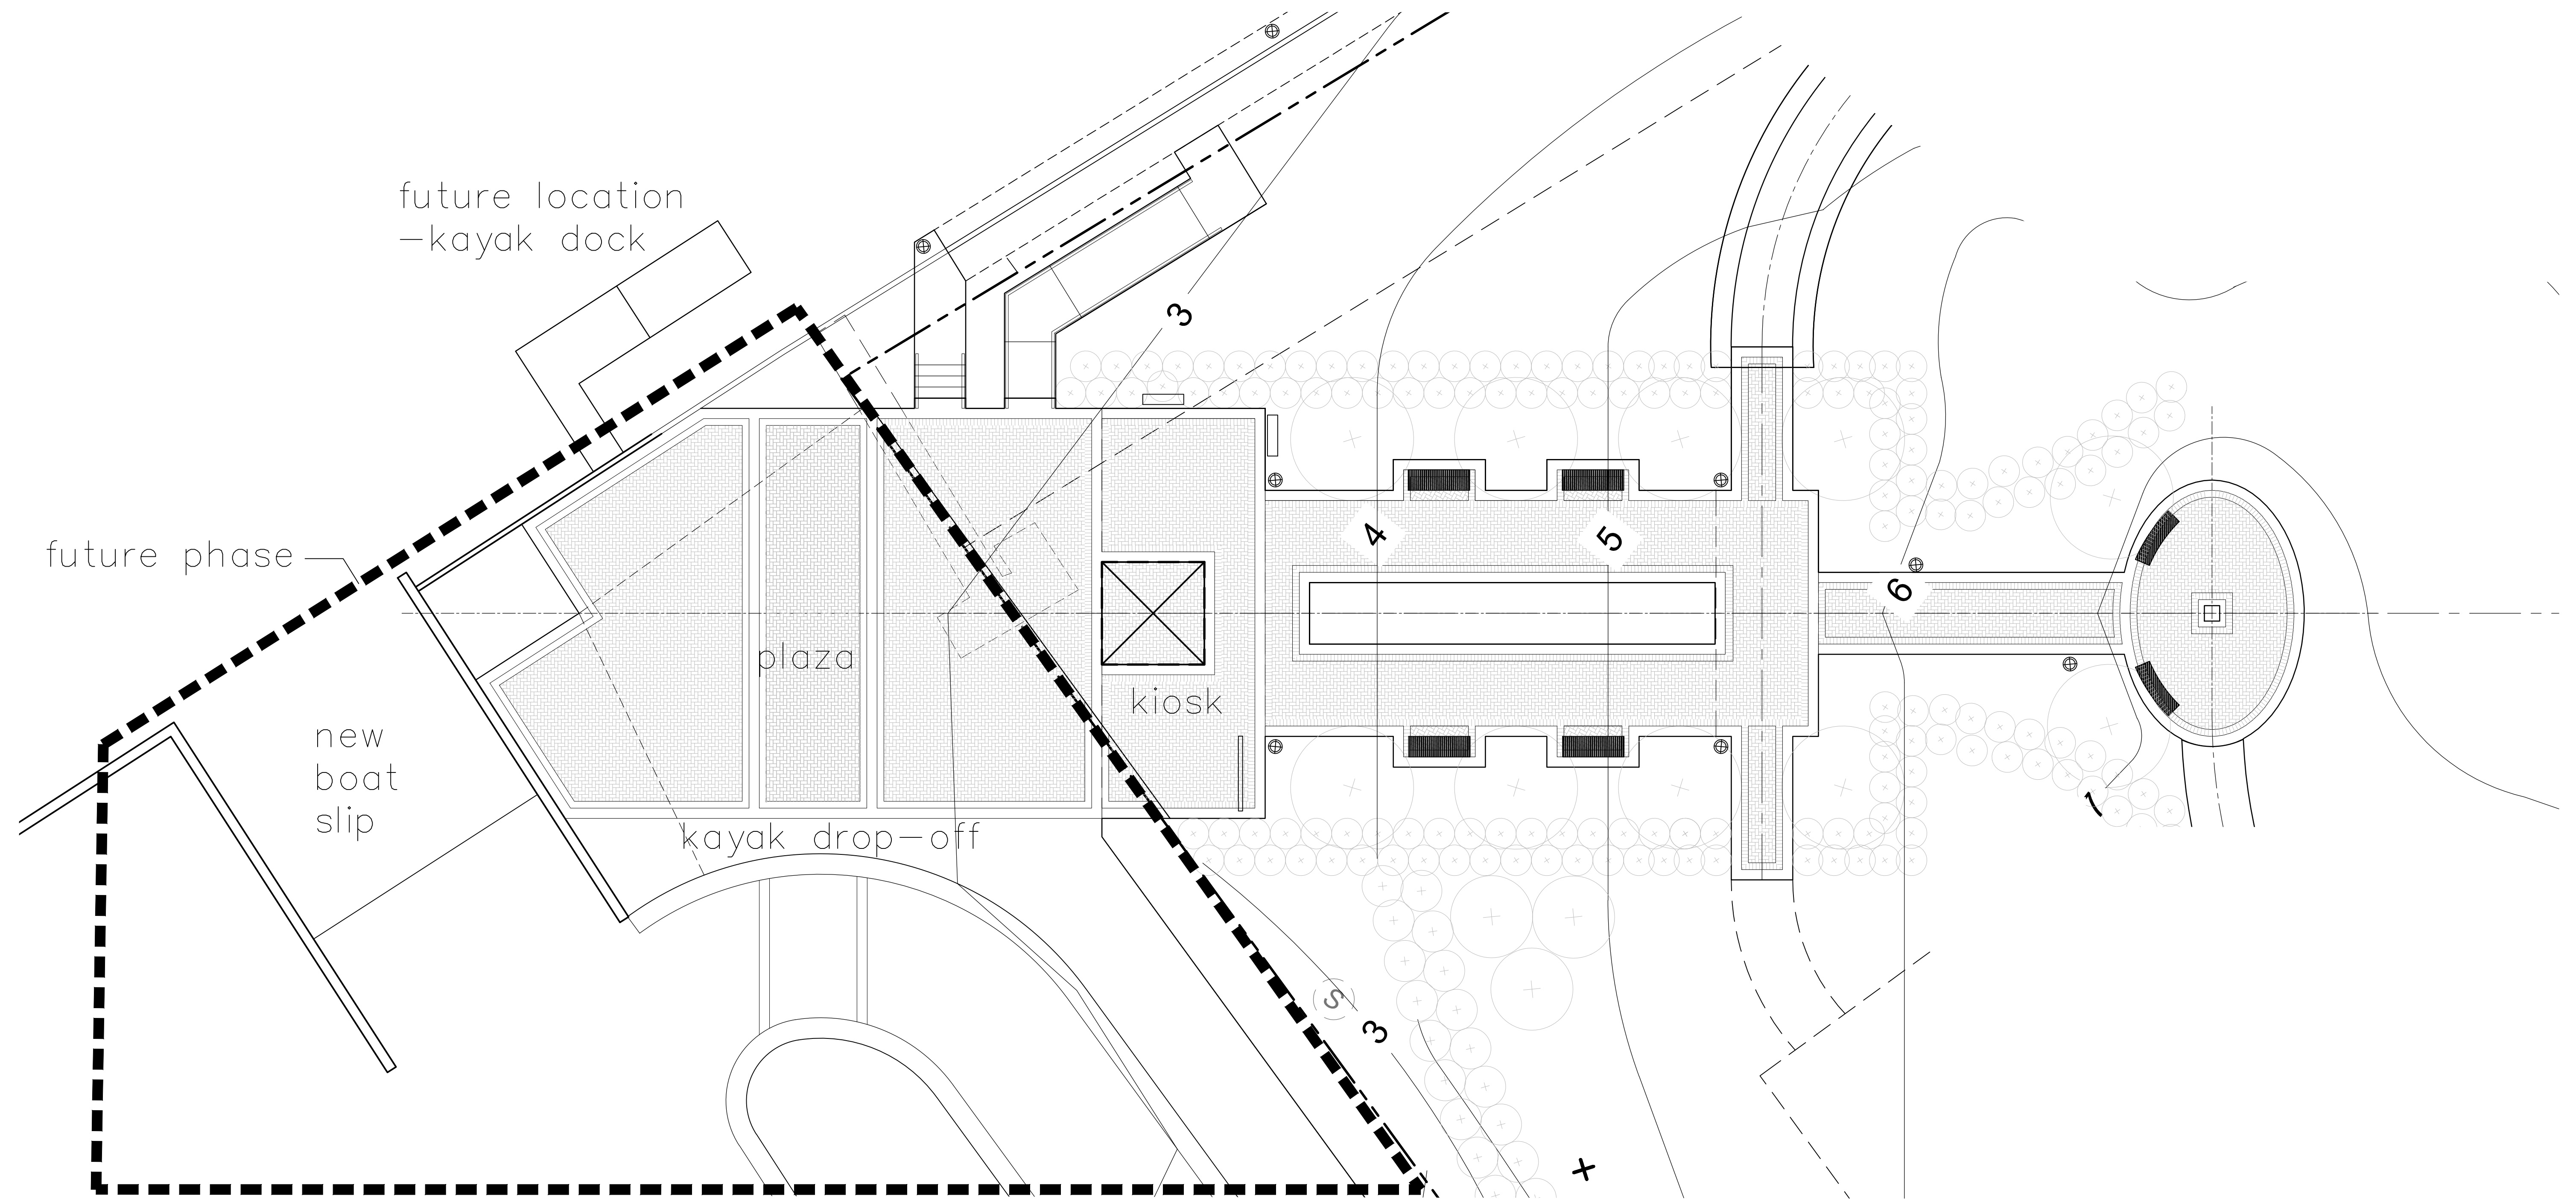 future location
-kayak dock
3
future phase
4
5
6
plaza
kiosk
new
boat
slip
kayak drop-off
7
S
3